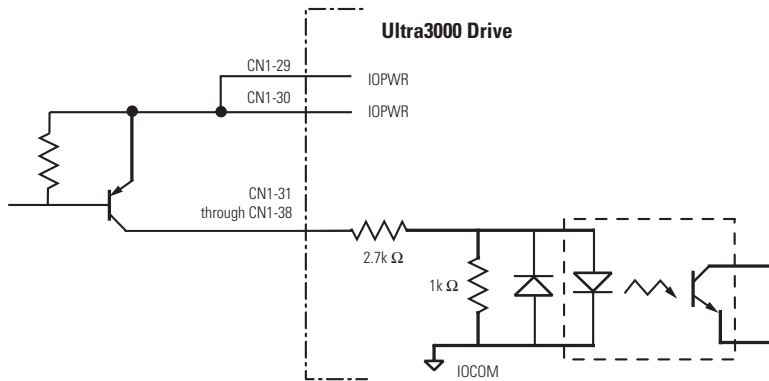 Ultra3000 Drive
CN1-29
IOPWR
CN1-30
IOPWR
CN1-31
through CN1-38
2.7k Ω
1k Ω
IOCOM